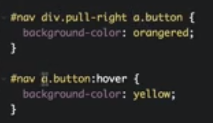 #nav div.pull-right a.button {
background-color: orangered;
}
#nav a.button:hover {
background-color: yellow;
}